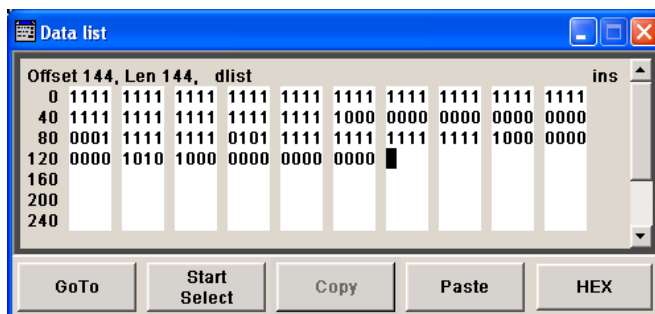 Data list
Offset 144, Len 144, dlist ins
0 1111 1111 1111 1111 1111 1111 1111 1111 1111 1111
40 1111 1111 1111 1111 1111 1000 0000 0000 0000 0000
80 0001 1111 1111 0101 1111 1111 1111 1111 1000 0000
120 0000 1010 1000 0000 0000 0000
160
200
240
GoTo Start Select Copy Paste HEX